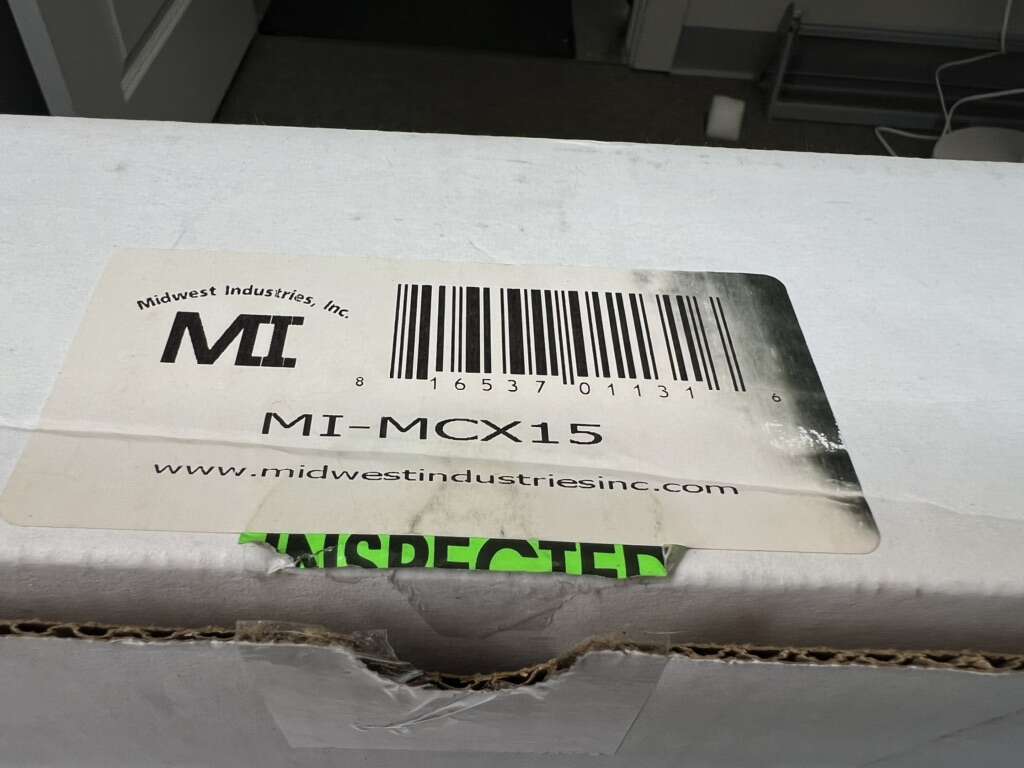 Midwest Industries, Inc.
MI
8 16537 01131 6
MI-MCX15
www.midwestindustriesinc.com
INSPECTED